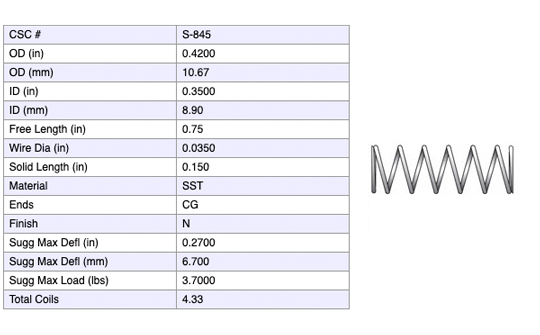 CSC # S-845
OD (in) 0.4200
OD (mm) 10.67
ID (in) 0.3500
ID (mm) 8.90
Free Length (in) 0.75
Wire Dia (in) 0.0350
Solid Length (in) 0.150
Material SST
Ends CG
Finish N
Sugg Max Defl (in) 0.2700
Sugg Max Defl (mm) 6.700
Sugg Max Load (lbs) 3.7000
Total Coils 4.33